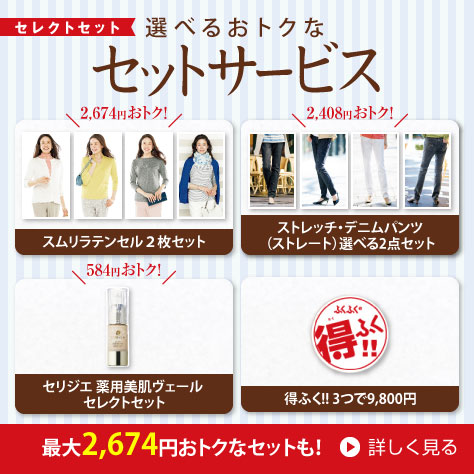 セレクトセット
選べるおトクな
セットサービス
2,674円おトク!
2,408円おトク!
スムリラテンセル2枚セット
ストレッチ・デニムパンツ
(ストレート)選べる2点セット
584円おトク!
ふくふくの
得ふく!!
セリジエ 薬用美肌ヴェール
セレクトセット
得ふく!! 3つで9,800円
最大2,674円おトクなセットも!
詳しく見る